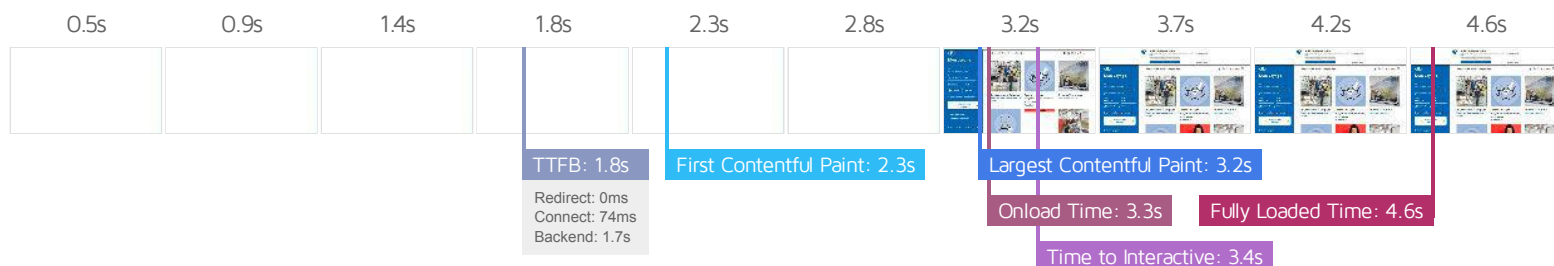 0.5s
0.9s
1.4s
1.8s
2.3s
2.8s
3.2s
3.7s
4.2s
4.6s
TTFB: 1.8s
Redirect: 0ms
Connect: 74ms
Backend: 1.7s
First Contentful Paint: 2.3s
Largest Contentful Paint: 3.2s
Onload Time: 3.3s
Fully Loaded Time: 4.6s
Time to Interactive: 3.4s